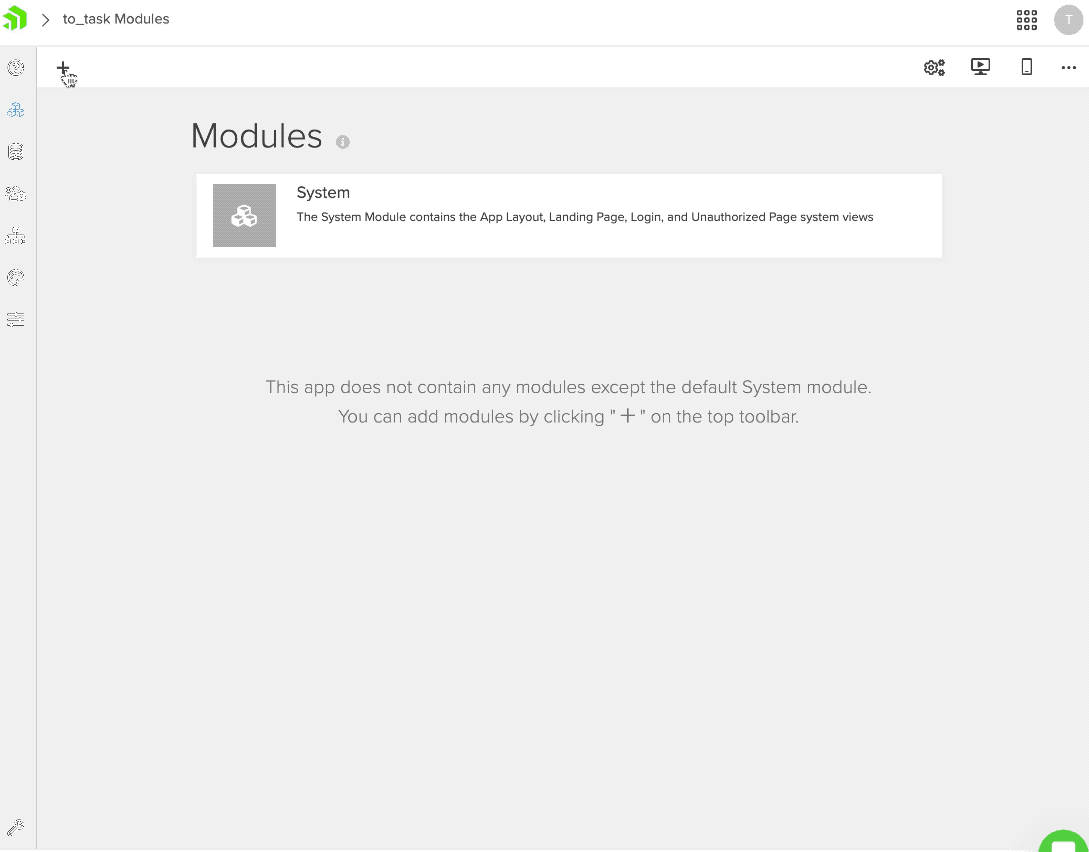 to_task Modules
T
Modules
System
The System Module contains the App Layout, Landing Page, Login, and Unauthorized Page system views
This app does not contain any modules except the default System module.
You can add modules by clicking " + " on the top toolbar.